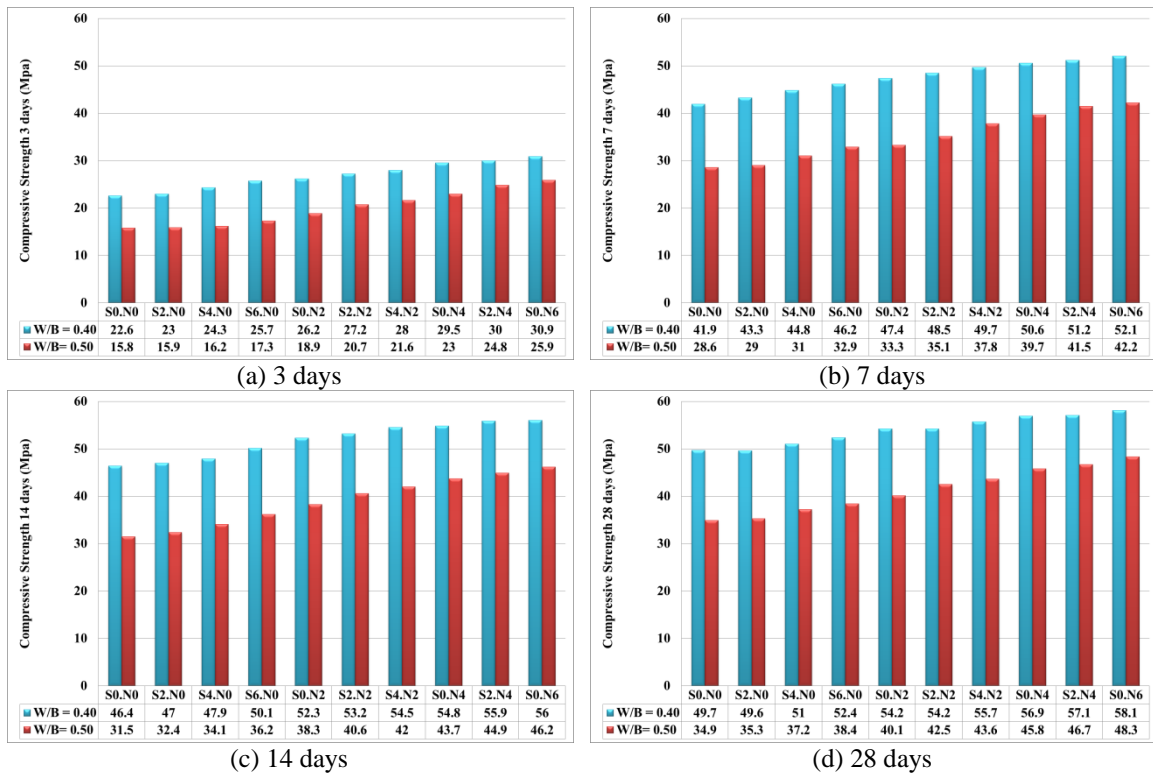 Compressive Strength 3 days (Mpa)
60
50
40
30
20
10
0
S0.N0 S2.N0 S4.N0 S6.N0 S0.N2 S2.N2 S4.N2 S0.N4 S2.N4 S0.N6
W/B = 0.40 22.6 23 24.3 25.7 26.2 27.2 28 29.5 30 30.9
W/B= 0.50 15.8 15.9 16.2 17.3 18.9 20.7 21.6 23 24.8 25.9
(a) 3 days
Compressive Strength 7 days (Mpa)
60
50
40
30
20
10
0
S0.N0 S2.N0 S4.N0 S6.N0 S0.N2 S2.N2 S4.N2 S0.N4 S2.N4 S0.N6
W/B = 0.40 41.9 43.3 44.8 46.2 47.4 48.5 49.7 50.6 51.2 52.1
W/B= 0.50 28.6 29 31 32.9 33.3 35.1 37.8 39.7 41.5 42.2
(b) 7 days
Compressive Strength 14 days (Mpa)
60
50
40
30
20
10
0
S0.N0 S2.N0 S4.N0 S6.N0 S0.N2 S2.N2 S4.N2 S0.N4 S2.N4 S0.N6
W/B = 0.40 46.4 47 47.9 50.1 52.3 53.2 54.5 54.8 55.9 56
W/B= 0.50 31.5 32.4 34.1 36.2 38.3 40.6 42 43.7 44.9 46.2
(c) 14 days
Compressive Strength 28 days (Mpa)
60
50
40
30
20
10
0
S0.N0 S2.N0 S4.N0 S6.N0 S0.N2 S2.N2 S4.N2 S0.N4 S2.N4 S0.N6
W/B = 0.40 49.7 49.6 51 52.4 54.2 54.2 55.7 56.9 57.1 58.1
W/B= 0.50 34.9 35.3 37.2 38.4 40.1 42.5 43.6 45.8 46.7 48.3
(d) 28 days